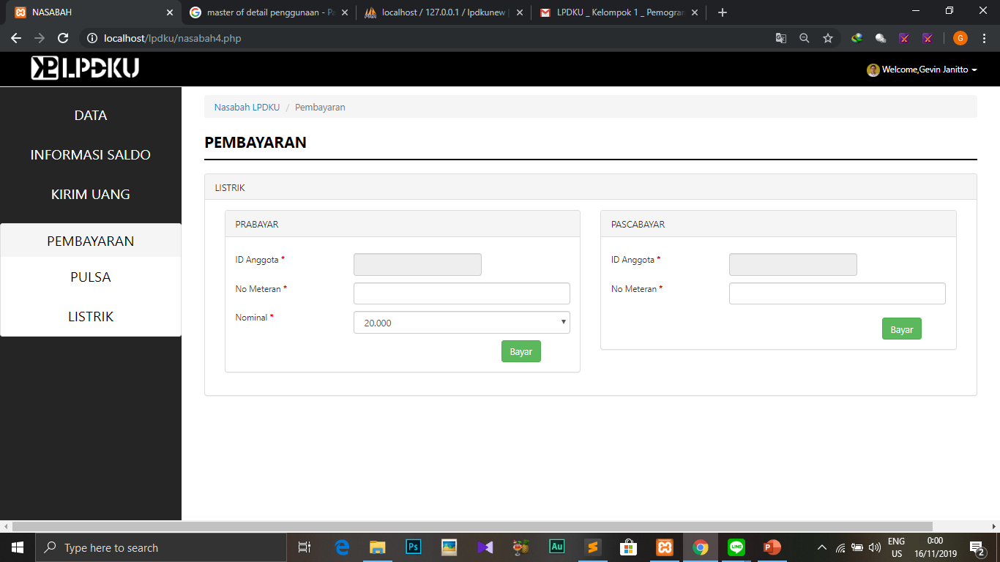 NASABAH
master of detail penggunaan - Pa
localhost / 127.0.0.1 / lpdkunew |
LPDKU _ Kelompok 1 _ Pemogran
localhost/lpdku/nasabah4.php
G
LPDKU
Welcome,Gevin Janitto
DATA
INFORMASI SALDO
KIRIM UANG
PEMBAYARAN
PULSA
LISTRIK
Nasabah LPDKU / Pembayaran
PEMBAYARAN
LISTRIK
PRABAYAR
ID Anggota *
No Meteran *
Nominal *
20.000
Bayar
PASCABAYAR
ID Anggota *
No Meteran *
Bayar
Type here to search
Ps
Au
LINE
P
ENG
US
0:00
16/11/2019
2